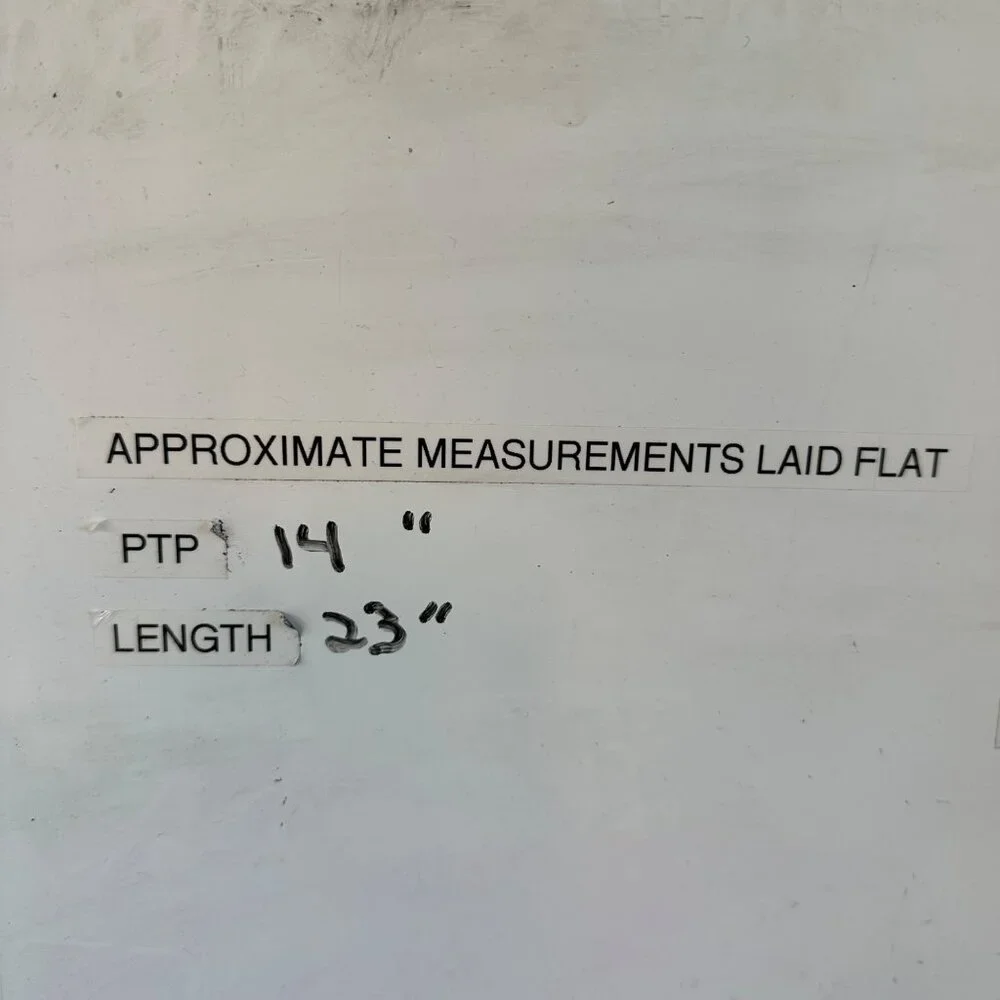 APPROXIMATE MEASUREMENTS LAID FLAT
PTP 14 "
LENGTH 23"